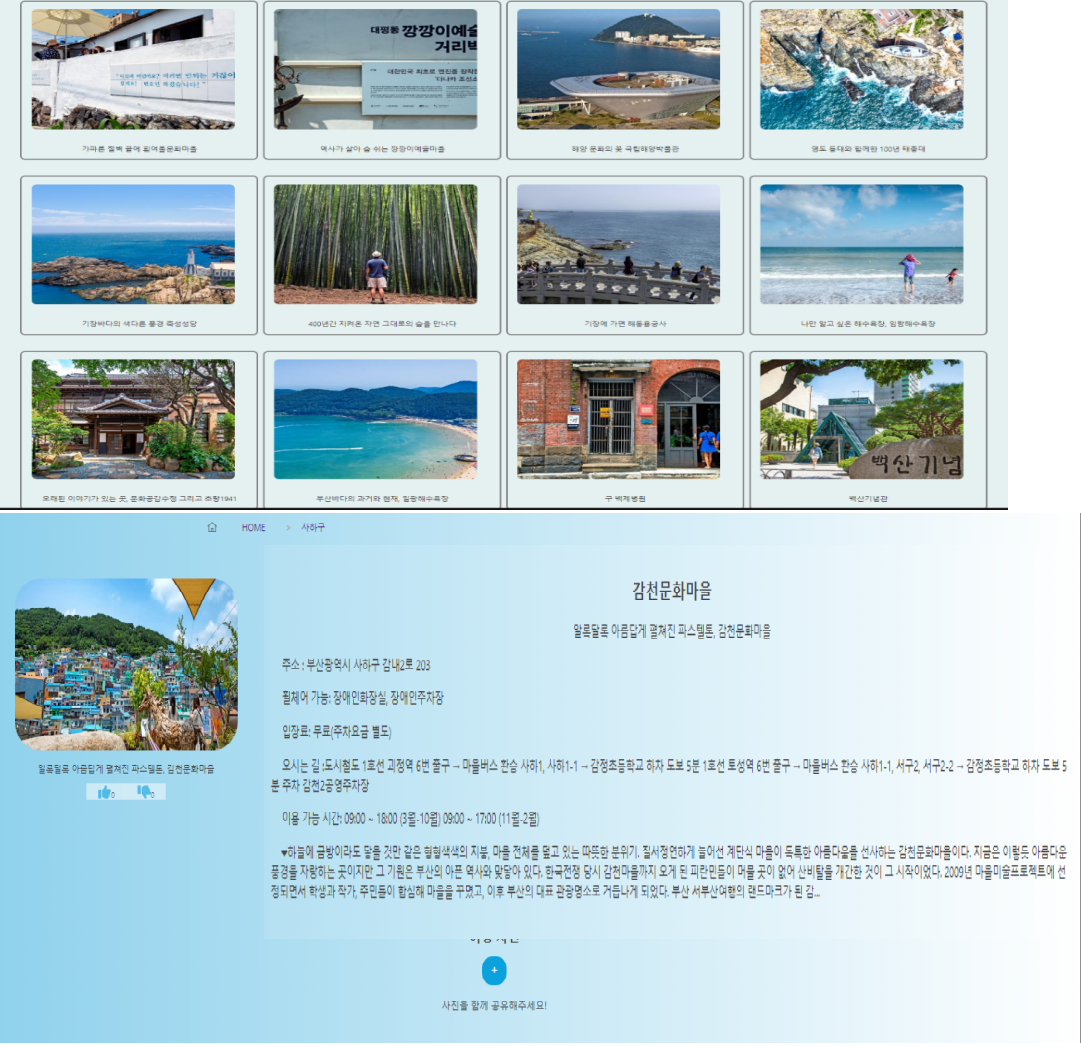 대평동 깡깡이예술
거리박
대한민국 최초로 엔진을 장착한
가파른 절벽 끝에 흰여울문화마을
역사가 살아 숨 쉬는 깡깡이예술마을
해양 문화의 꽃 국립해양박물관
영도 등대와 함께한 100년 태종대
기장바다의 색다른 풍경 죽성성당
400년간 지켜온 자연 그대로의 숲을 만나다
기장에 가면 해동용궁사
나만 알고 싶은 해수욕장, 임랑해수욕장
백산기념
오래된 이야기가 있는 곳, 문화공감수정 그리고 초량1941
부산바다의 과거와 현재, 일광해수욕장
구 백제병원
백산기념관
HOME > 사하구
감천문화마을
알록달록 아름답게 펼쳐진 파스텔톤, 감천문화마을
주소 : 부산광역시 사하구 감내2로 203
휠체어 가능: 장애인화장실, 장애인주차장
입장료: 무료(주차요금 별도)
오시는 길 :도시철도 1호선 괴정역 6번 출구 → 마을버스 환승 사하1, 사하1-1 → 감정초등학교 하차 도보 5분 1호선 토성역 6번 출구 → 마을버스 환승 사하1-1, 서구2, 서구2-2 → 감정초등학교 하차 도보 5
분 주차 감천2공영주차장
이용 가능 시간: 09:00 ~ 18:00 (3월-10월) 09:00 ~ 17:00 (11월-2월)
♥하늘에 금방이라도 닿을 것만 같은 형형색색의 지붕, 마을 전체를 덮고 있는 따뜻한 분위기. 질서정연하게 늘어선 계단식 마을이 독특한 아름다움을 선사하는 감천문화마을이다. 지금은 이렇듯 아름다운
풍경을 자랑하는 곳이지만 그 기원은 부산의 아픈 역사와 맞닿아 있다. 한국전쟁 당시 감천마을까지 오게 된 피란민들이 머물 곳이 없어 산비탈을 개간한 것이 그 시작이었다. 2009년 마을미술프로젝트에 선
정되면서 학생과 작가, 주민들이 합심해 마을을 꾸몄고, 이후 부산의 대표 관광명소로 거듭나게 되었다. 부산 서부산여행의 랜드마크가 된 감...
알록달록 아름답게 펼쳐진 파스텔톤, 감천문화마을
0 0
+
사진을 함께 공유해주세요!